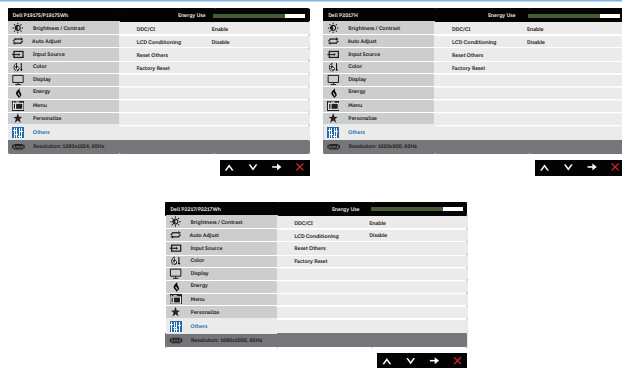 Dell P1917S/P1917SWh Energy Use
Brightness / Contrast DDC/CI Enable
Auto Adjust LCD Conditioning Disable
Input Source Reset Others
Color Factory Reset
Display
Energy
Menu
Personalize
Others
Resolution: 1280x1024, 60Hz
Dell P2017H Energy Use
Brightness / Contrast DDC/CI Enable
Auto Adjust LCD Conditioning Disable
Input Source Reset Others
Color Factory Reset
Display
Energy
Menu
Personalize
Others
Resolution: 1600x900, 60Hz
Dell P2217/P2217Wh Energy Use
Brightness / Contrast DDC/CI Enable
Auto Adjust LCD Conditioning Disable
Input Source Reset Others
Color Factory Reset
Display
Energy
Menu
Personalize
Others
Resolution: 1680x1050, 60Hz